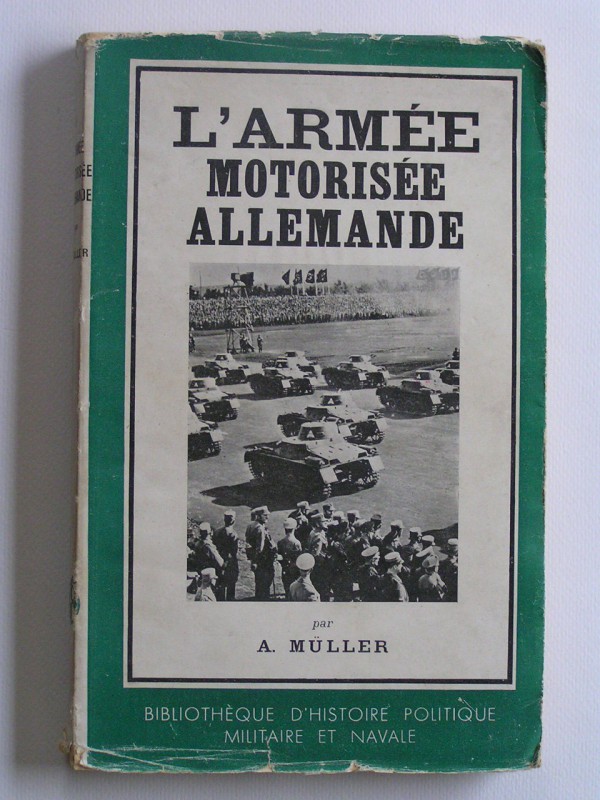 L'ARMÉE
MOTORISÉE
ALLEMANDE
par
A. MÜLLER
BIBLIOTHÈQUE D'HISTOIRE POLITIQUE
MILITAIRE ET NAVALE